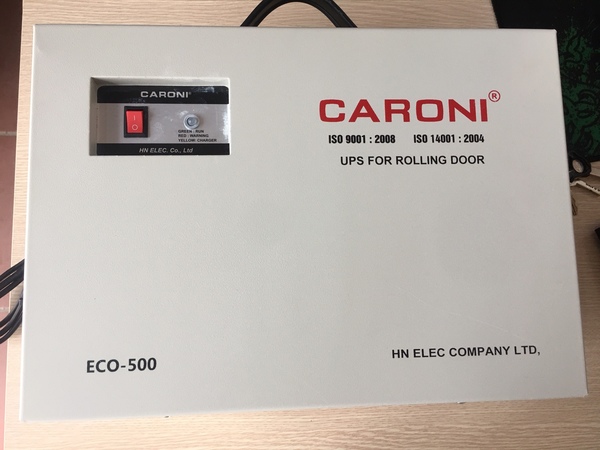 CARONI®
I
O
GREEN - RUN
RED - WARNING
YELLOW CHARGER
HN ELEC. Co., Ltd
CARONI®
ISO 9001 : 2008 ISO 14001 : 2004
UPS FOR ROLLING DOOR
ECO-500
HN ELEC COMPANY LTD,